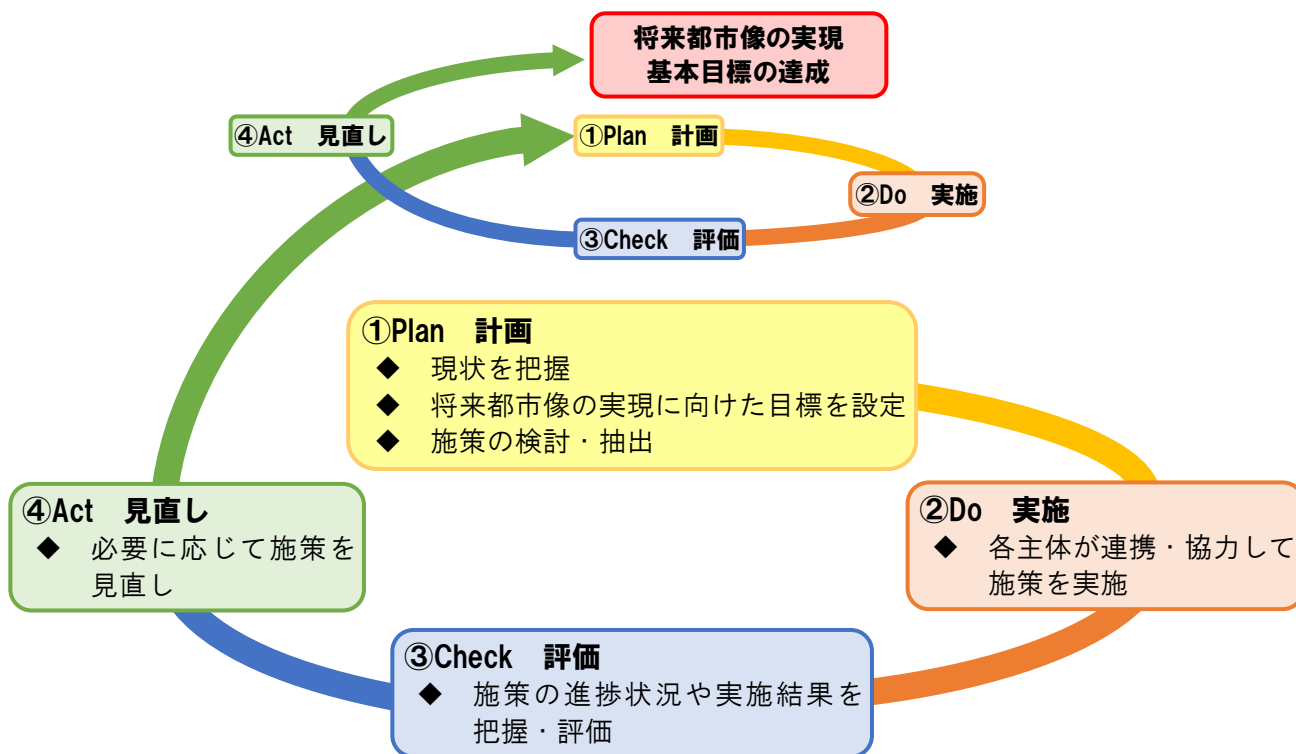 将来都市像の実現
基本目標の達成
④Act　見直し
①Plan　計画
②Do　実施
③Check　評価
①Plan　計画
◆　現状を把握
◆　将来都市像の実現に向けた目標を設定
◆　施策の検討・抽出
④Act　見直し
◆　必要に応じて施策を
見直し
②Do　実施
◆　各主体が連携・協力して
施策を実施
③Check　評価
◆　施策の進捗状況や実施結果を
把握・評価